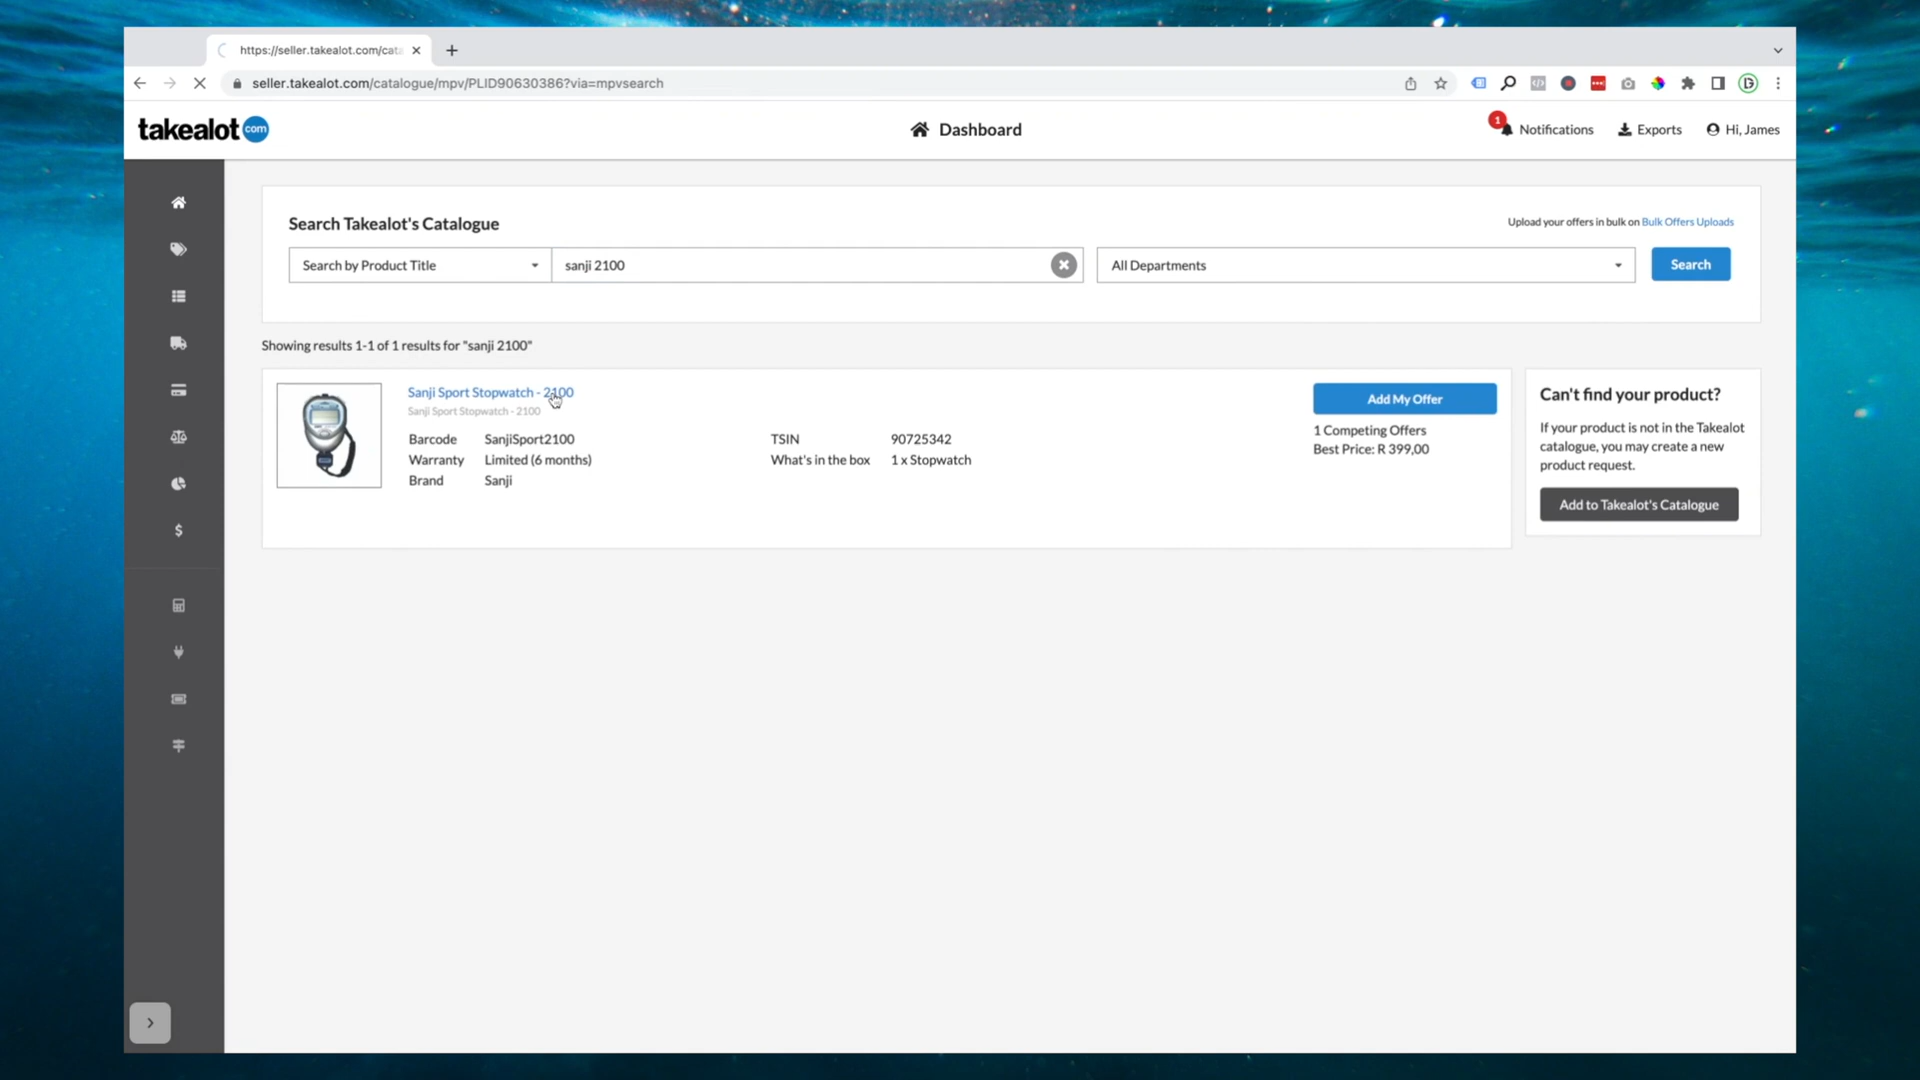 https://seller.takealot.com/cat
seller.takealot.com/catalogue/mpv/PLID90630386?via=mpvsearch
takealot com
Dashboard
1
Notifications
Exports
Hi, James
Search Takealot's Catalogue
Upload your offers in bulk on Bulk Offers Uploads
Search by Product Title
sanji 2100
All Departments
Search
Showing results 1-1 of 1 results for "sanji 2100"
Sanji Sport Stopwatch - 2100
Sanji Sport Stopwatch - 2100
Barcode SanjiSport2100
Warranty Limited (6 months)
Brand Sanji
TSIN 90725342
What's in the box 1 x Stopwatch
Add My Offer
1 Competing Offers
Best Price: R 399,00
Can't find your product?
If your product is not in the Takealot
catalogue, you may create a new
product request.
Add to Takealot's Catalogue